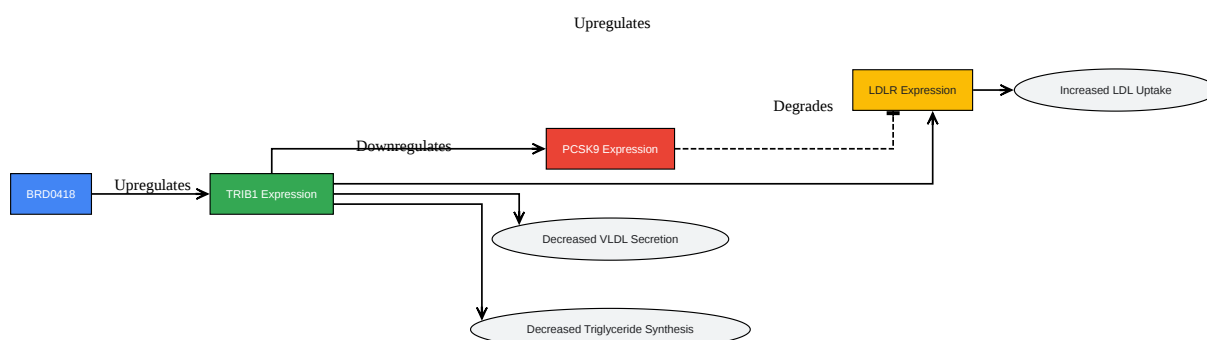 Upregulates
LDLR Expression
Increased LDL Uptake
Degrades
Downregulates
PCSK9 Expression
BRD0418
Upregulates
TRIB1 Expression
Decreased VLDL Secretion
Decreased Triglyceride Synthesis